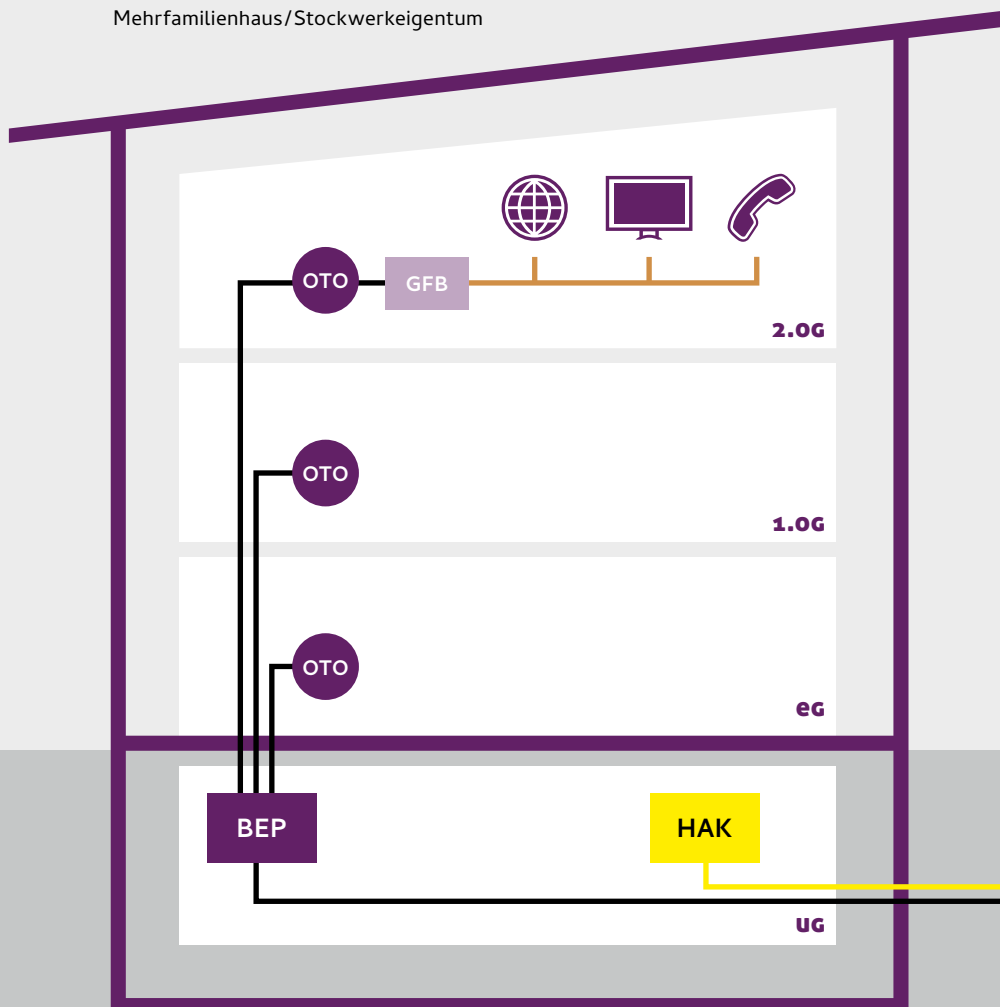 Mehrfamilienhaus/Stockwerkeigentum
OTO
GFB
2.OG
OTO
1.OG
OTO
eG
BEP
HAK
uG